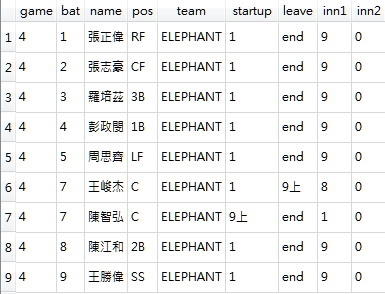 game bat name pos team startup leave inn1 inn2
1 4 1 張正偉 RF ELEPHANT 1 end 9 0
2 4 2 張志豪 CF ELEPHANT 1 end 9 0
3 4 3 羅培茲 3B ELEPHANT 1 end 9 0
4 4 4 彭政閔 1B ELEPHANT 1 end 9 0
5 4 5 周思齊 LF ELEPHANT 1 end 9 0
6 4 7 王峻杰 C ELEPHANT 1 9上 8 0
7 4 7 陳智弘 C ELEPHANT 9上 end 1 0
8 4 8 陳江和 2B ELEPHANT 1 end 9 0
9 4 9 王勝偉 SS ELEPHANT 1 end 9 0